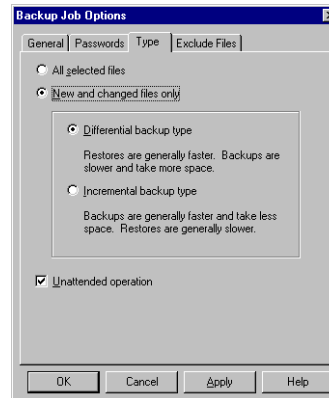 Backup Job Options
General Passwords Type Exclude Files
All selected files
New and changed files only
Differential backup type
Restores are generally faster. Backups are
slower and take more space.
Incremental backup type
Backups are generally faster and take less
space. Restores are generally slower.
Unattended operation
OK Cancel Apply Help